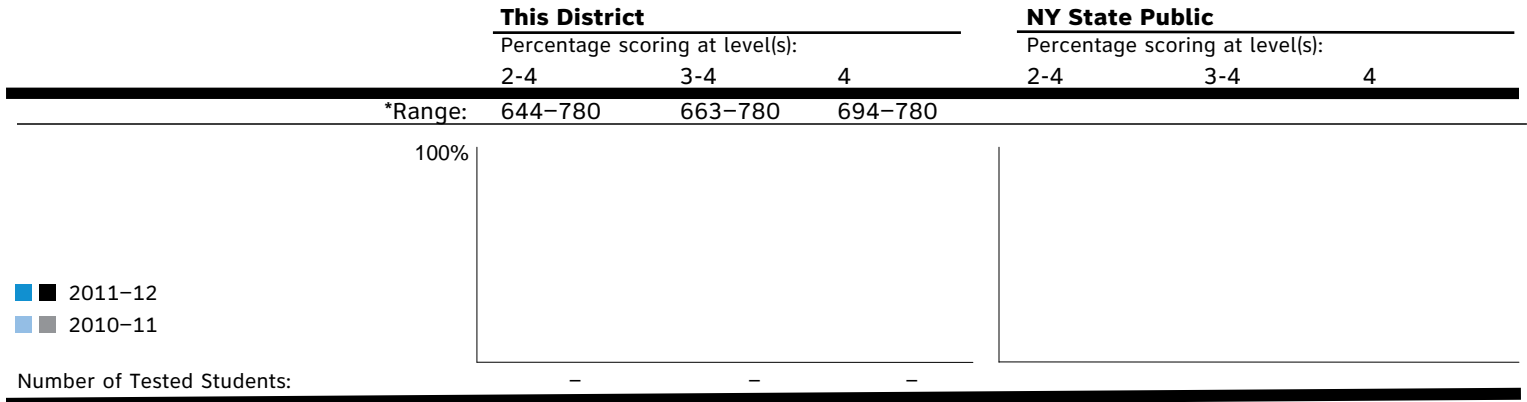 This District NY State Public
Percentage scoring at level(s): Percentage scoring at level(s):
2-4 3-4 4 2-4 3-4 4
*Range: 644–780 663–780 694–780
100%
2011–12
2010–11
Number of Tested Students: – – –